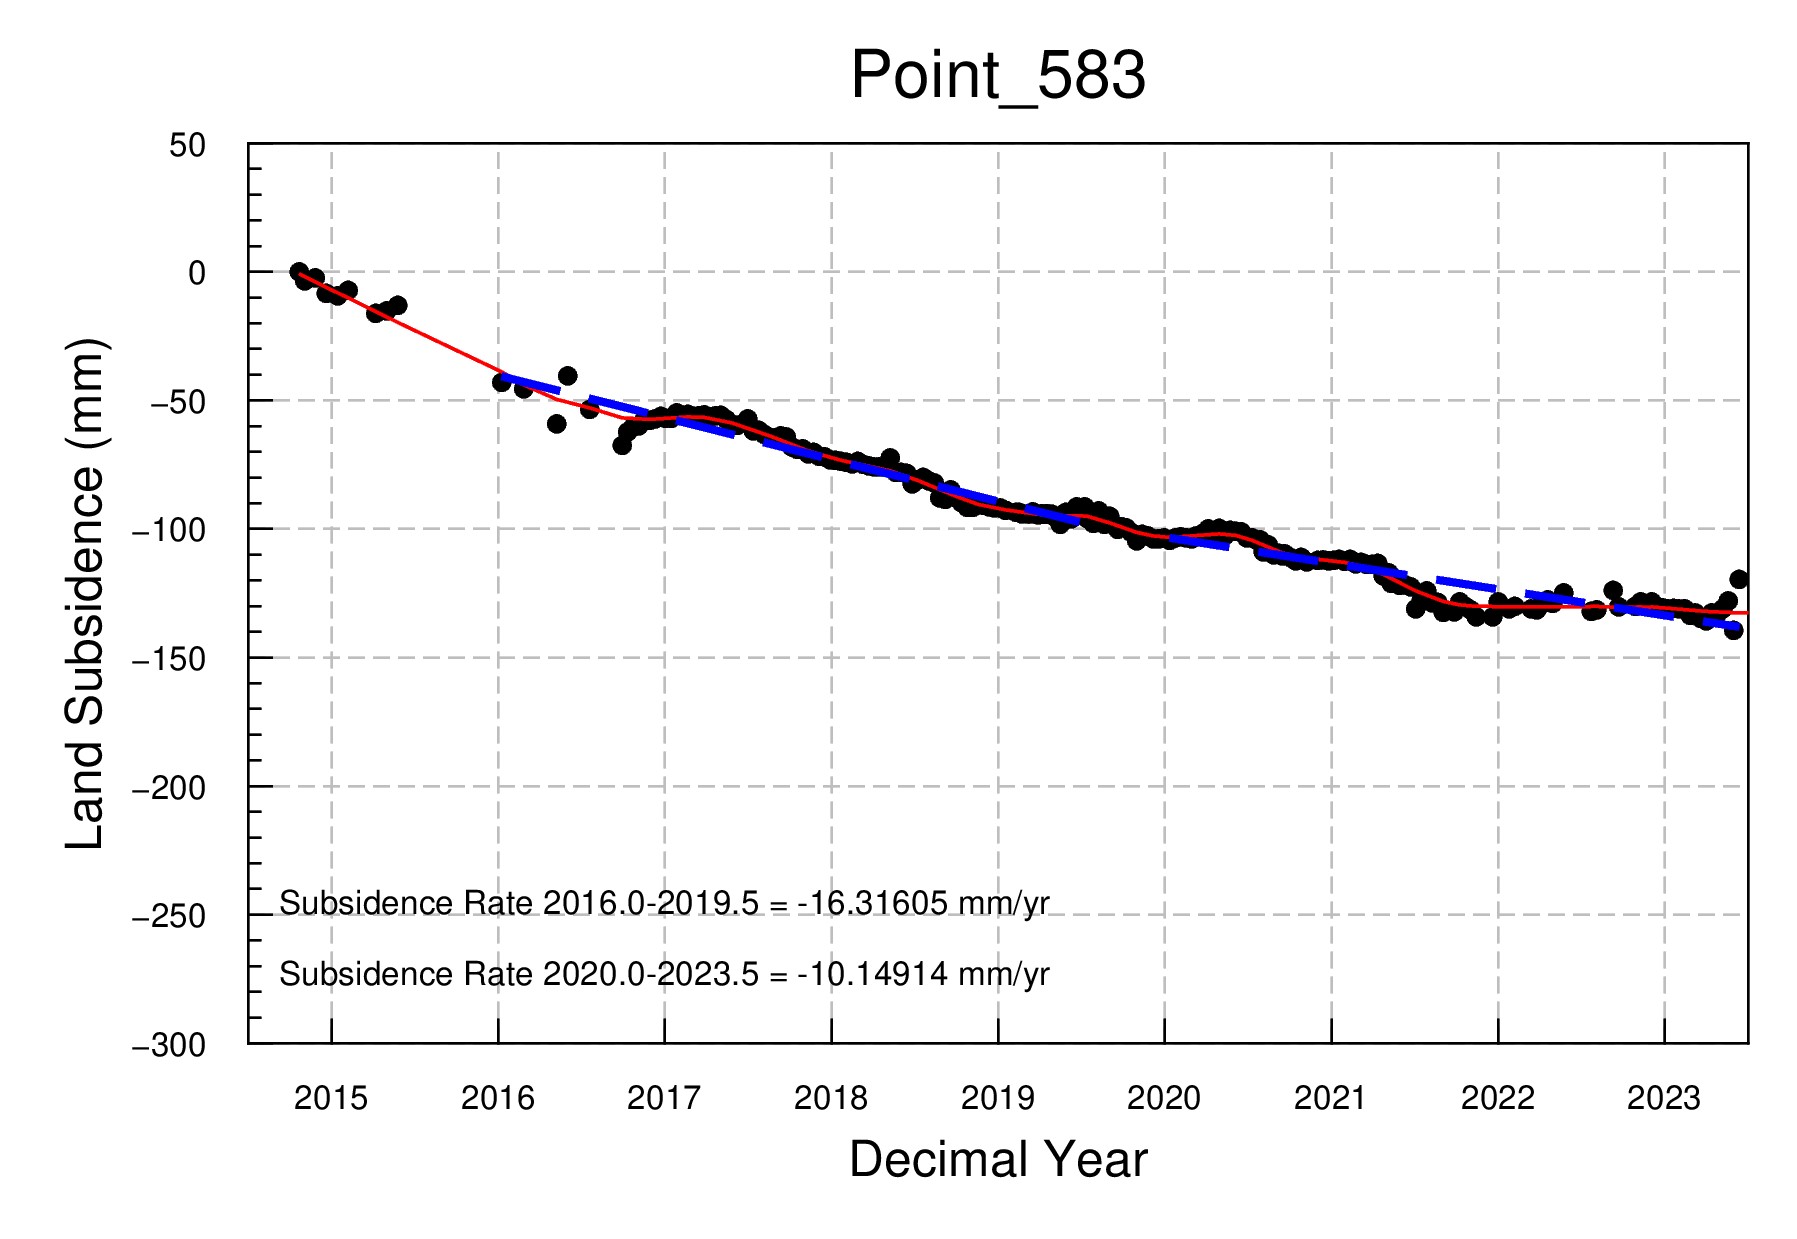 Point_583
50
0
−50
−100
−150
−200
−250
−300
Land Subsidence (mm)
Subsidence Rate 2016.0-2019.5 = -16.31605 mm/yr
Subsidence Rate 2020.0-2023.5 = -10.14914 mm/yr
2015 2016 2017 2018 2019 2020 2021 2022 2023
Decimal Year